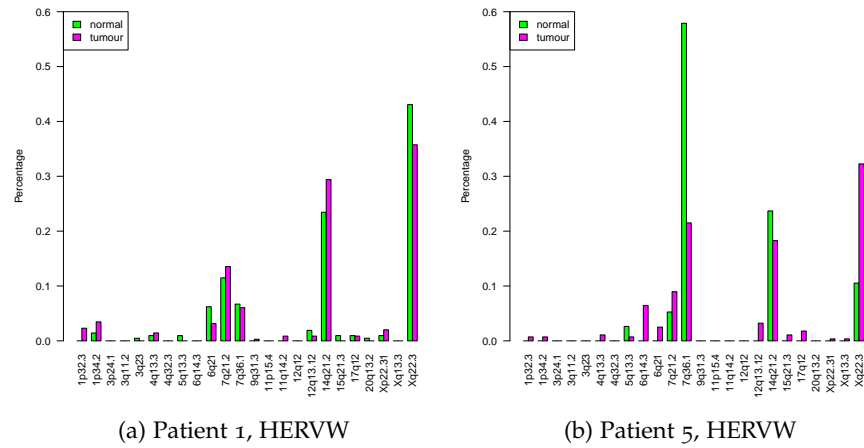 normal
tumour
Percentage
0.6
0.5
0.4
0.3
0.2
0.1
0.0
1p32.3
1p34.2
3p24.1
3q11.2
3q23
4q13.3
4q32.3
5q13.3
6q14.3
6q21
7q21.2
7q36.1
9q31.3
11p15.4
11q14.2
12q12
12q13.12
14q21.2
15q21.3
17q12
20q13.2
Xp22.31
Xq13.3
Xq22.3
(a) Patient 1, HERVW
normal
tumour
Percentage
0.6
0.5
0.4
0.3
0.2
0.1
0.0
1p32.3
1p34.2
3p24.1
3q11.2
3q23
4q13.3
4q32.3
5q13.3
6q14.3
6q21
7q21.2
7q36.1
9q31.3
11p15.4
11q14.2
12q12
12q13.12
14q21.2
15q21.3
17q12
20q13.2
Xp22.31
Xq13.3
Xq22.3
(b) Patient 5, HERVW